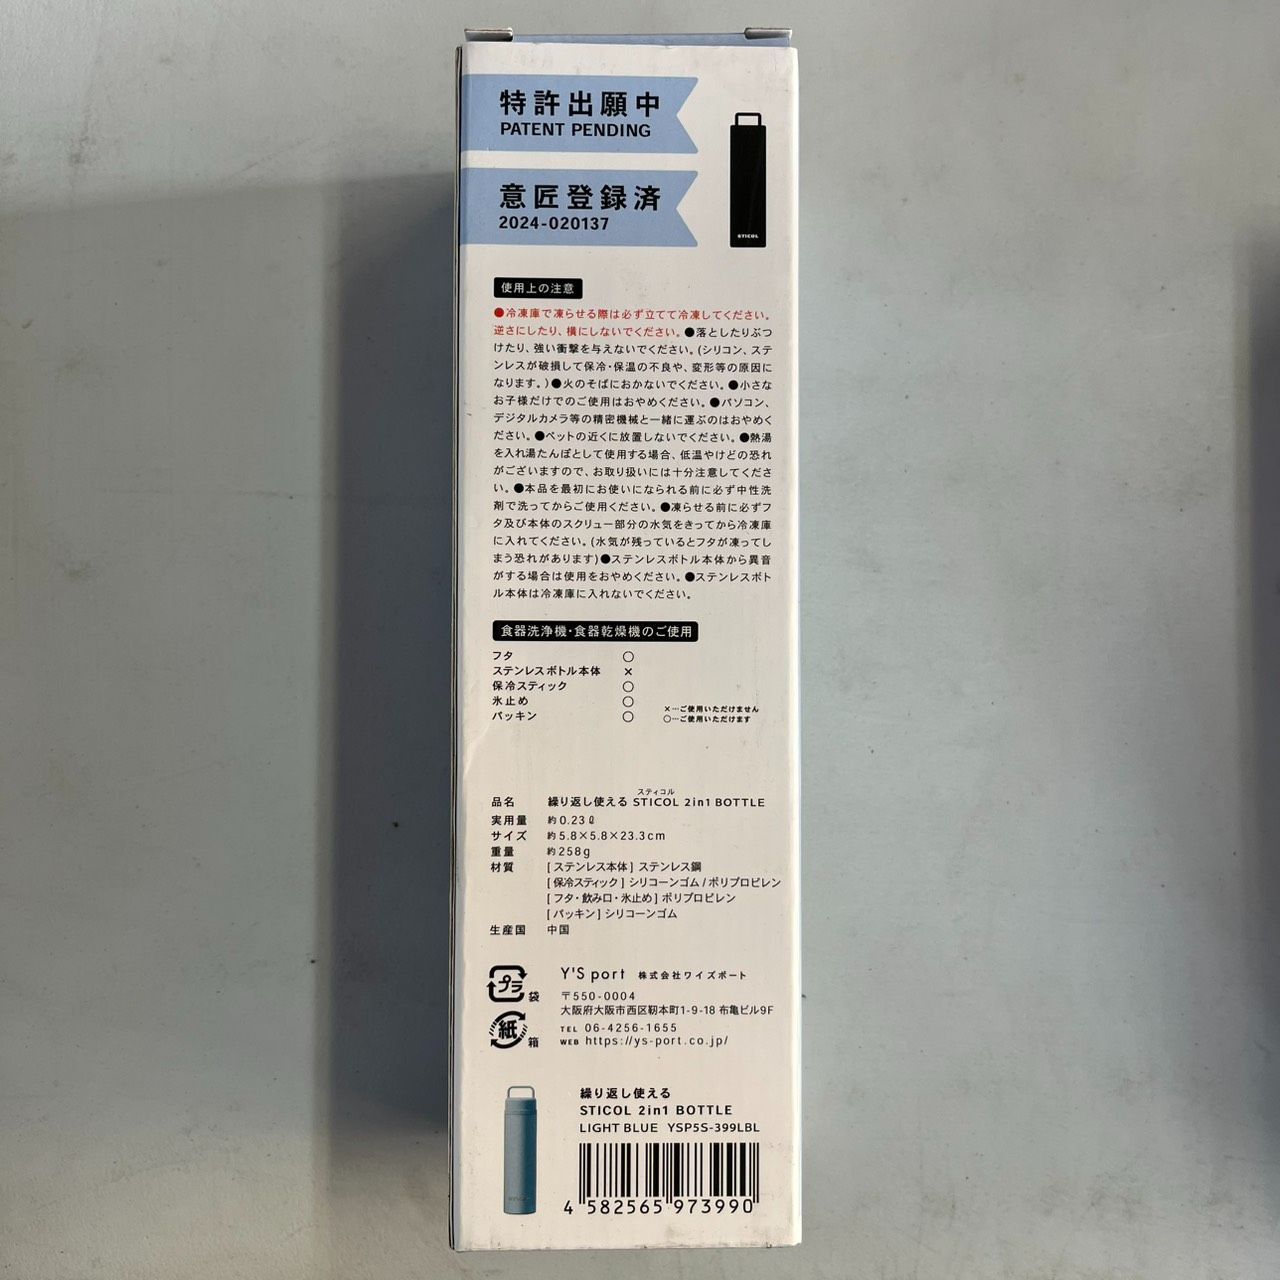 特許出願中
PATENT PENDING
意匠登録済
2024-020137
STICOL
使用上の注意
●冷凍庫で凍らせる際は必ず立てて冷凍してください。
逆さにしたり、横にしないでください。●落としたりぶつ
けたり、強い衝撃を与えないでください。(シリコン、ステ
ンレスが破損して保冷・保温の不良や、変形等の原因に
なります。)●火のそばにおかないでください。●小さな
お子様だけでのご使用はおやめください。●パソコン、
デジタルカメラ等の精密機械と一緒に運ぶのはおやめく
ださい。●ペットの近くに放置しないでください。●熱湯
を入れ湯たんぽとして使用する場合、低温やけどの恐れ
がございますので、お取り扱いには十分注意してくださ
い。●本品を最初にお使いになられる前に必ず中性洗
剤で洗ってからご使用ください。●凍らせる前に必ずフ
タ及び本体のスクリュー部分の水気をきってから冷凍庫
に入れてください。(水気が残っているとフタが凍ってし
まう恐れがあります)●ステンレスボトル本体から異音
がする場合は使用をおやめください。●ステンレスボト
ル本体は冷凍庫に入れないでください。
食器洗浄機・食器乾燥機のご使用
フタ ○
ステンレスボトル本体 ×
保冷スティック ○
氷止め ○
パッキン ○
×…ご使用いただけません
○…ご使用いただけます
スティコル
品名 繰り返し使える STICOL 2in1 BOTTLE
実用量 約0.23ℓ
サイズ 約5.8×5.8×23.3cm
重量 約258g
材質 [ステンレス本体] ステンレス鋼
[保冷スティック] シリコーンゴム/ポリプロピレン
[フタ・飲み口・氷止め] ポリプロピレン
[パッキン] シリコーンゴム
生産国 中国
プラ 袋
紙 箱
Y'S port 株式会社ワイズポート
〒550-0004
大阪府大阪市西区靭本町1-9-18 布亀ビル9F
TEL 06-4256-1655
WEB https://ys-port.co.jp/
繰り返し使える
STICOL 2in1 BOTTLE
LIGHT BLUE YSP5S-399LBL
4 582565 973990